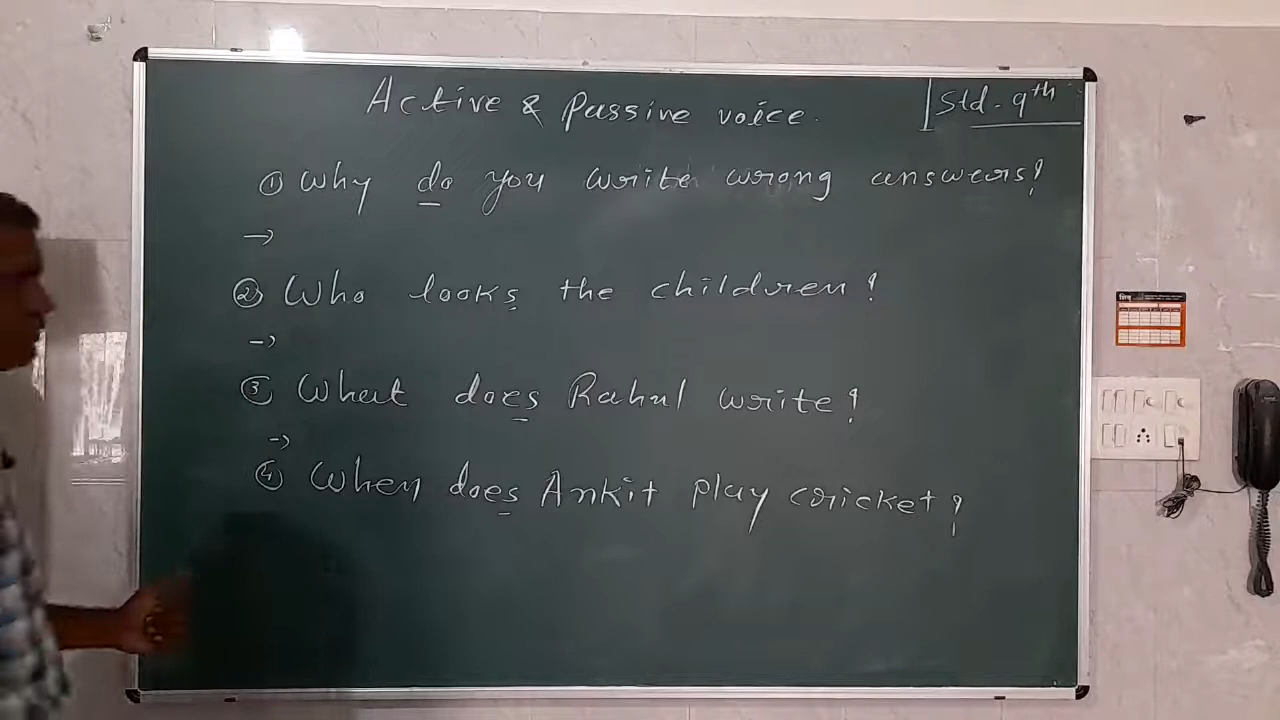 Active & Passive voice.
Std - 9th
① Why do you write wrong answers?
→
② Who looks the children?
→
③ What does Rahul write?
→
④ When does Ankit play cricket?